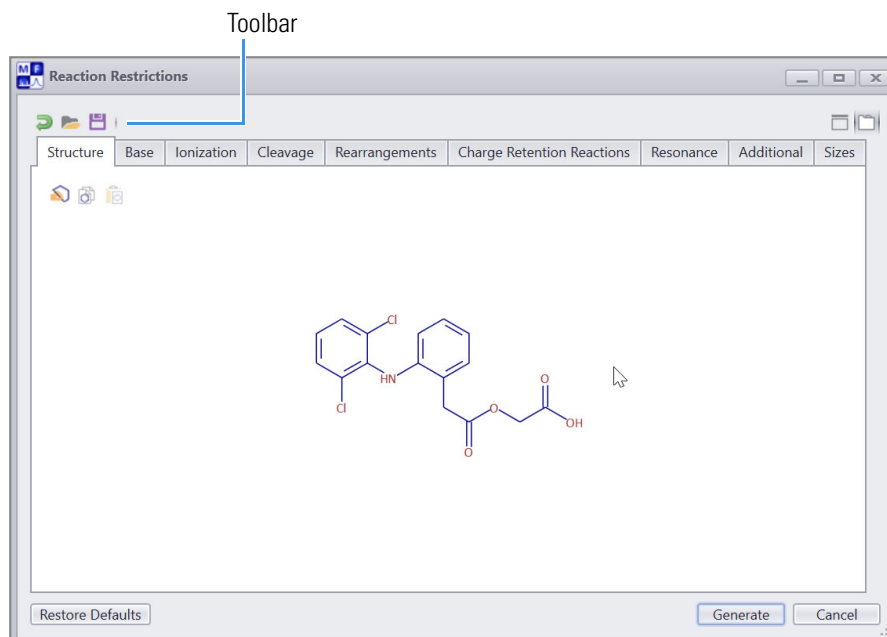 Toolbar
M F Reaction Restrictions
Structure Base Ionization Cleavage Rearrangements Charge Retention Reactions Resonance Additional Sizes
Cl
HN
Cl
O
O
OH
O
Restore Defaults Generate Cancel